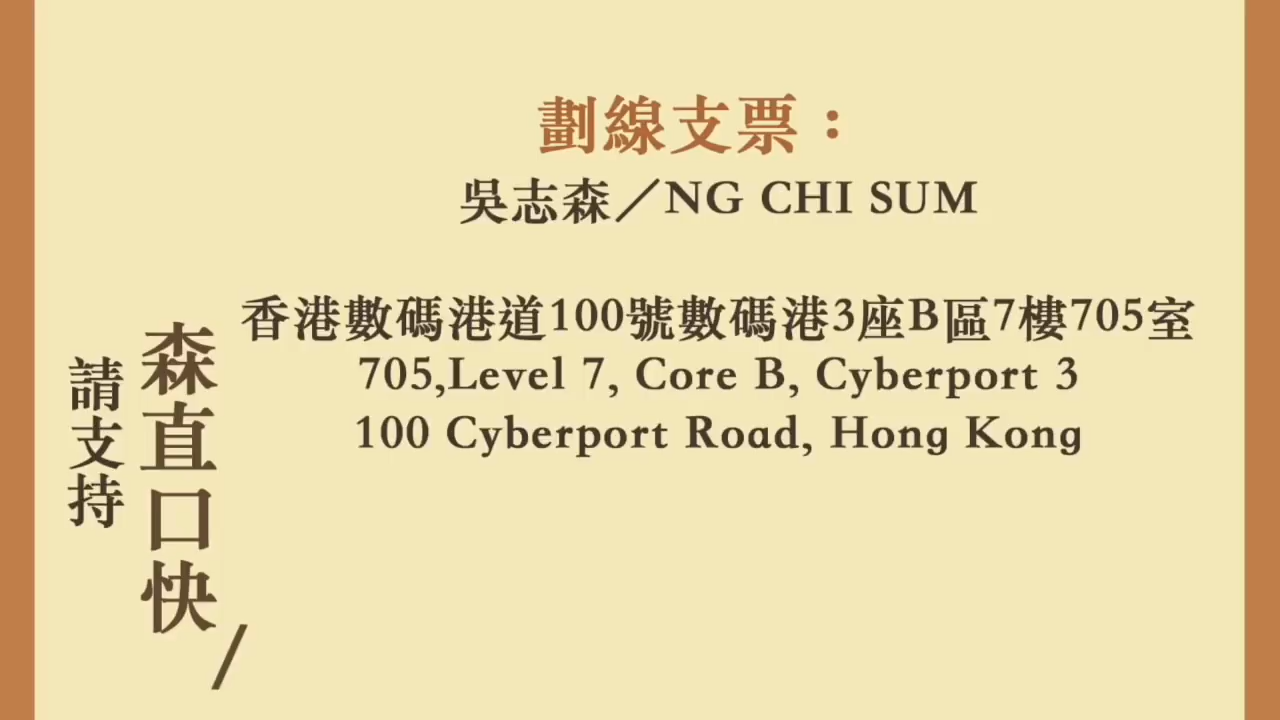 劃線支票：
吳志森／NG CHI SUM
香港數碼港道100號數碼港3座B區7樓705室
705,Level 7, Core B, Cyberport 3
100 Cyberport Road, Hong Kong
請支持
森直口快/